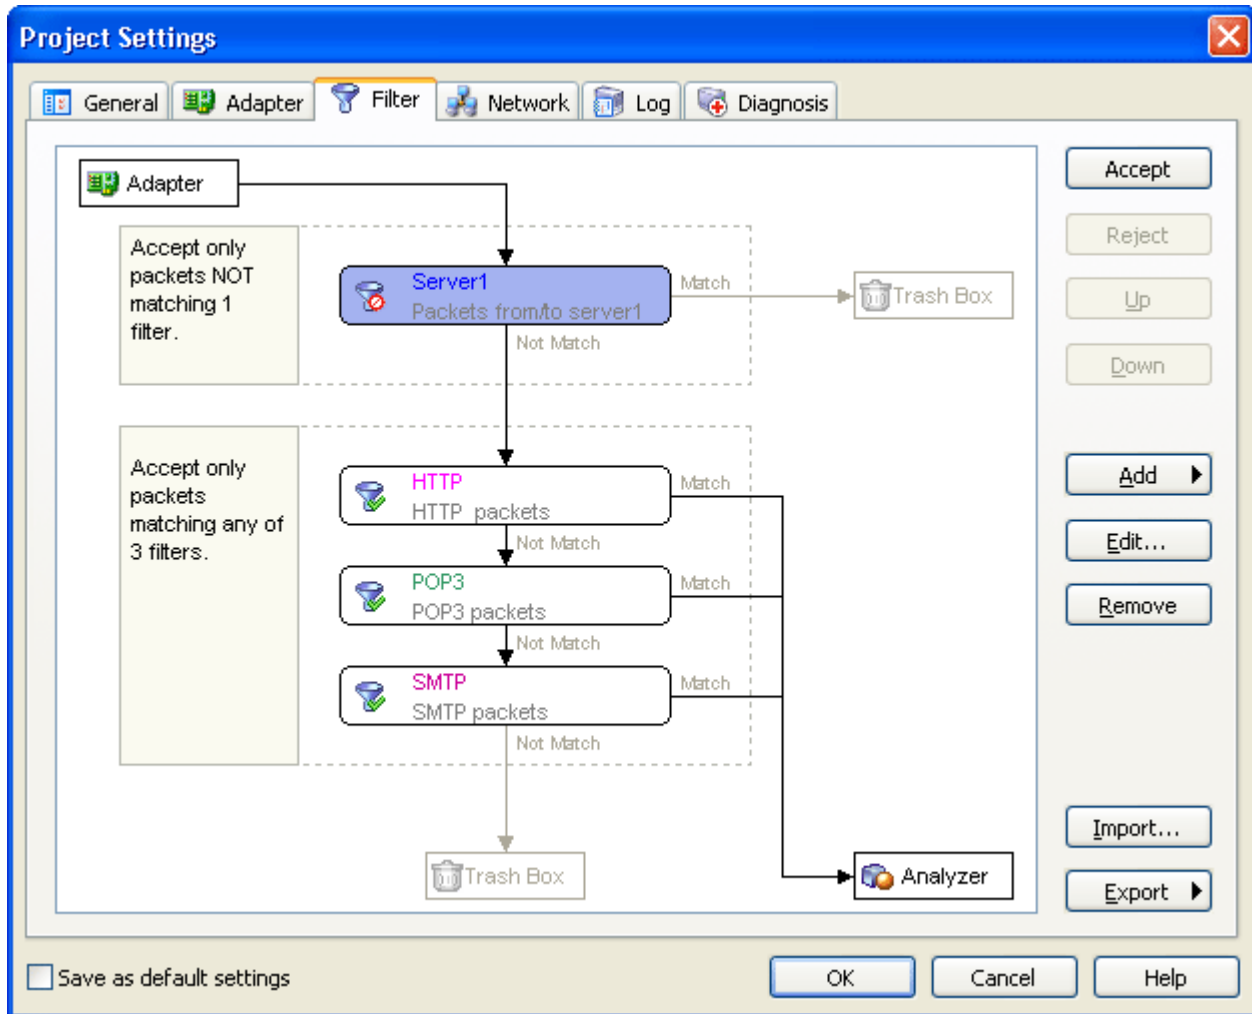 Project Settings
General
Adapter
Filter
Network
Log
Diagnosis
Adapter
Accept only
packets NOT
matching 1
filter.
Server1
Packets from/to server1
Match
Trash Box
Not Match
Accept only
packets
matching any of
3 filters.
HTTP
HTTP packets
Match
Not Match
POP3
POP3 packets
Match
Not Match
SMTP
SMTP packets
Match
Not Match
Trash Box
Analyzer
Accept
Reject
Up
Down
Add
Edit...
Remove
Import...
Export
Save as default settings
OK
Cancel
Help